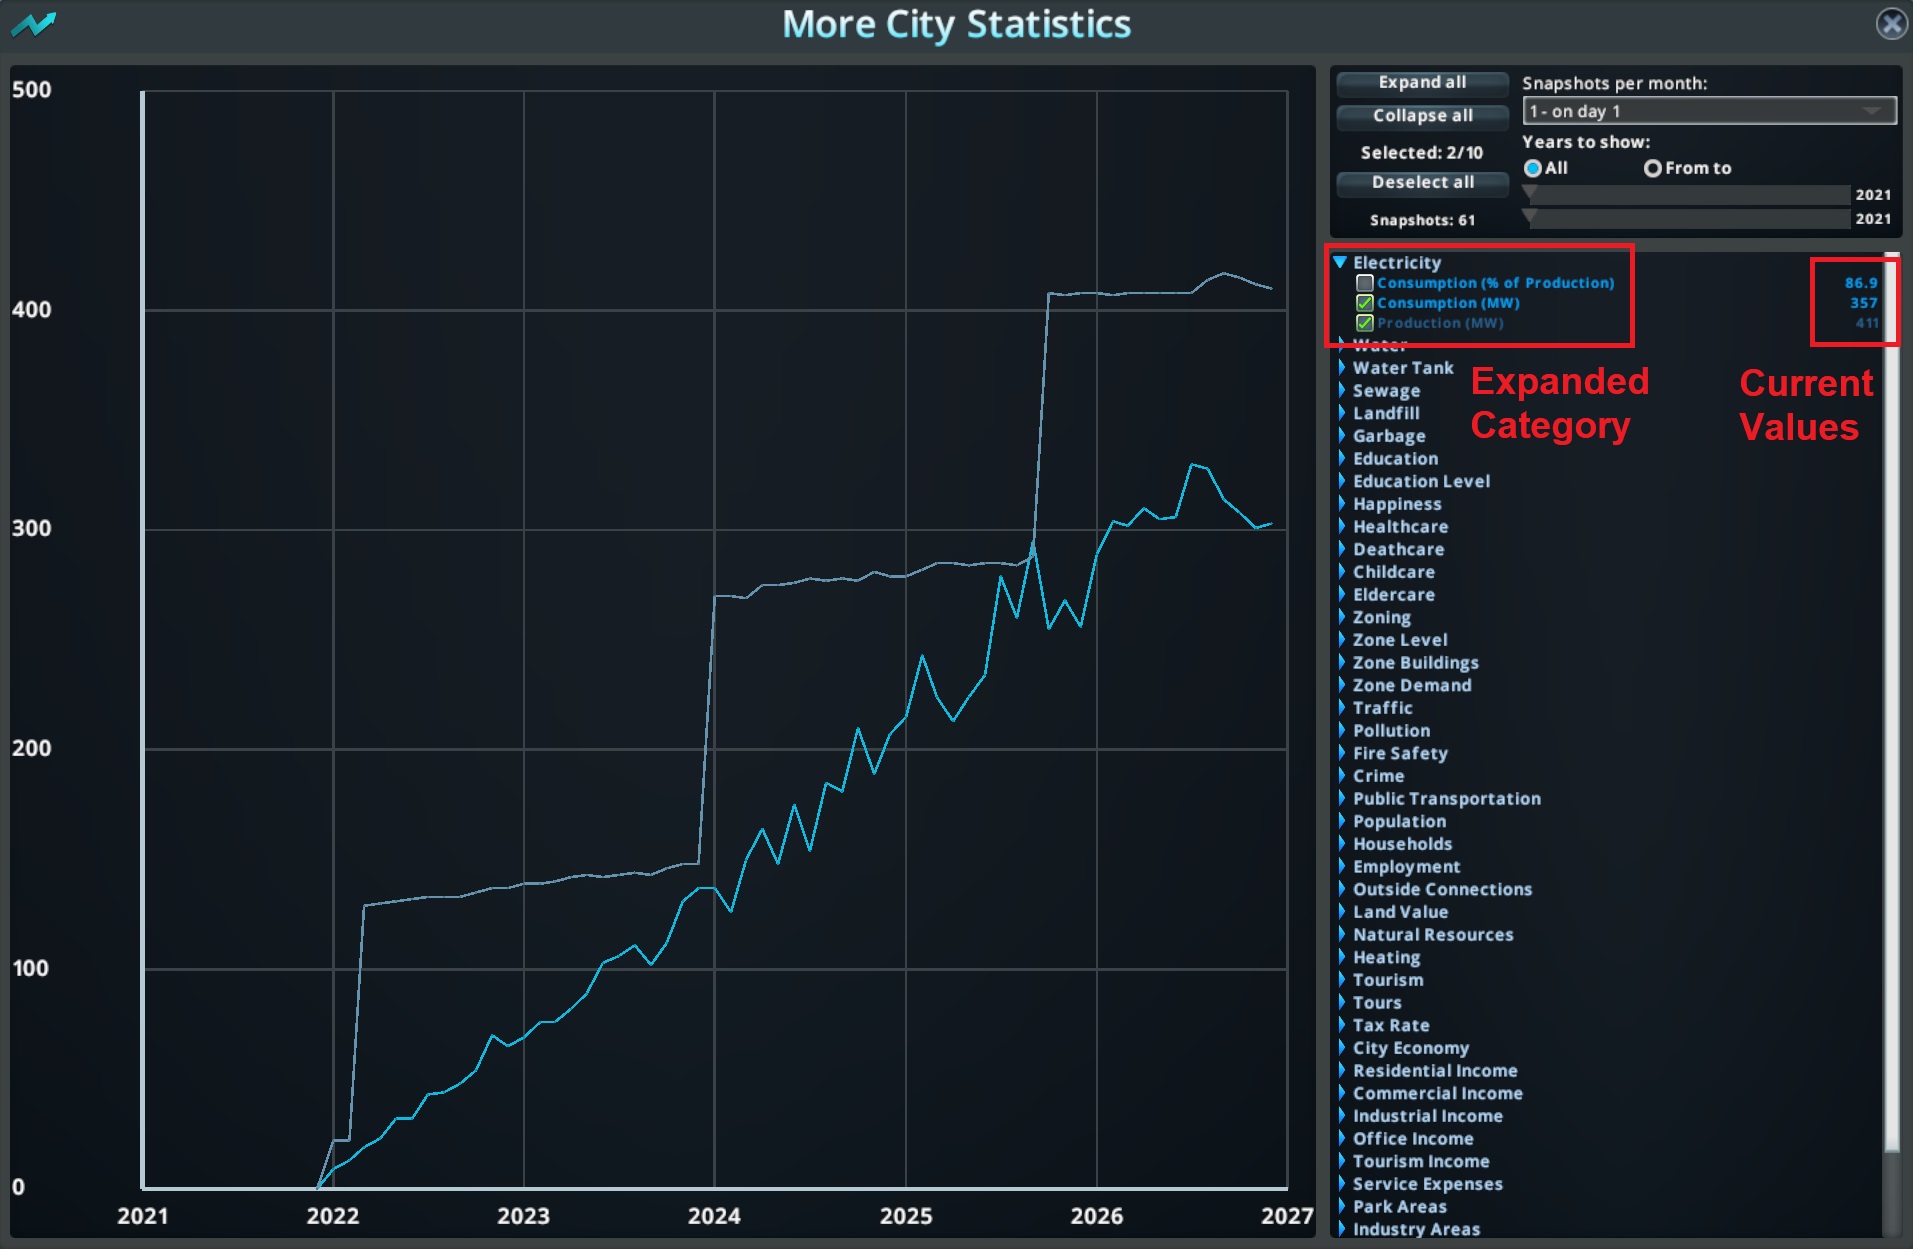 More City Statistics
500
400
300
200
100
0
2021 2022 2023 2024 2025 2026 2027
Expand all
Collapse all
Selected: 2/10
Deselect all
Snapshots: 61
Snapshots per month:
1 - on day 1
Years to show:
All From to
2021
2021
Electricity
Consumption (% of Production) 86.9
Consumption (MW) 357
Production (MW) 411
Water
Water Tank
Sewage
Landfill
Garbage
Education
Education Level
Happiness
Healthcare
Deathcare
Childcare
Eldercare
Zoning
Zone Level
Zone Buildings
Zone Demand
Traffic
Pollution
Fire Safety
Crime
Public Transportation
Population
Households
Employment
Outside Connections
Land Value
Natural Resources
Heating
Tourism
Tours
Tax Rate
City Economy
Residential Income
Commercial Income
Industrial Income
Office Income
Tourism Income
Service Expenses
Park Areas
Industry Areas
Expanded
Category
Current
Values